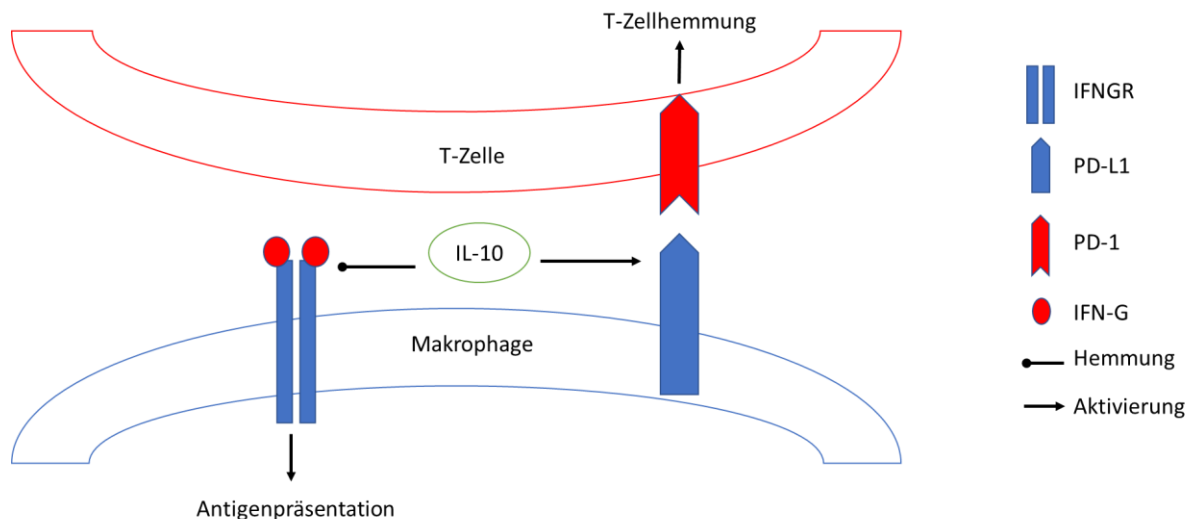 T-Zellhemmung
T-Zelle
IL-10
Makrophage
Antigenpräsentation
IFNGR
PD-L1
PD-1
IFN-G
Hemmung
Aktivierung